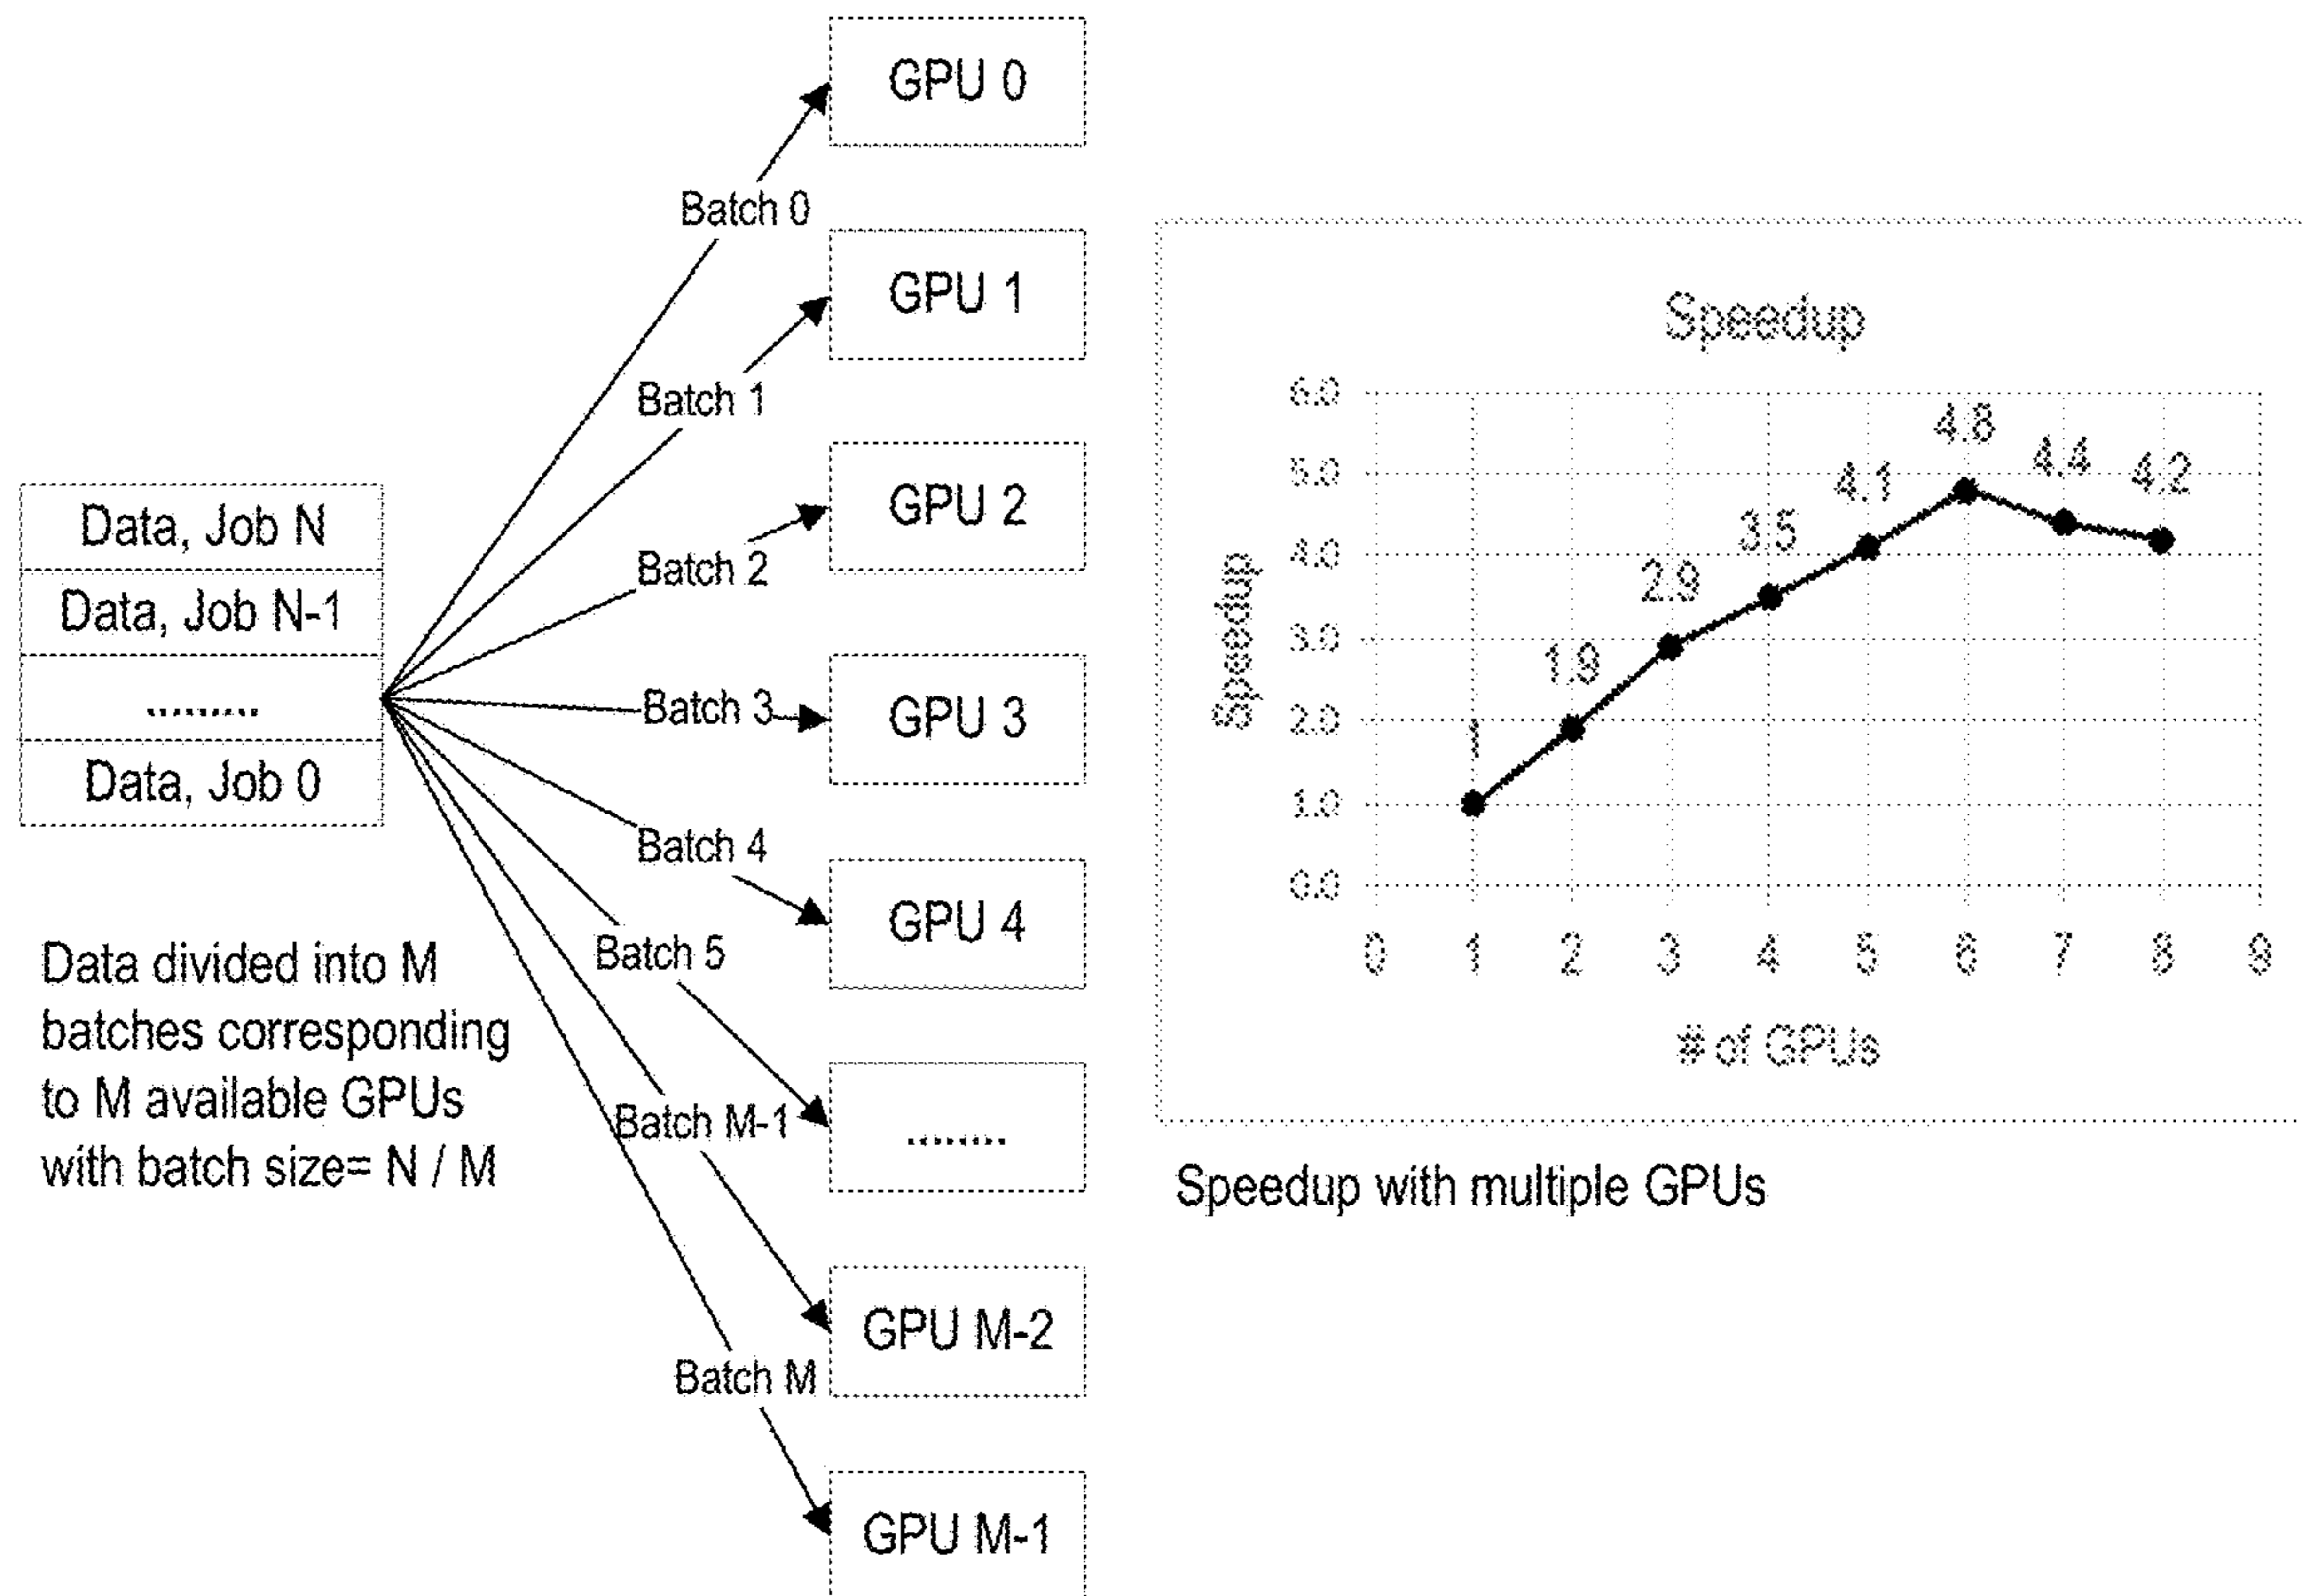 GPU 0
Batch 0
GPU 1
Batch 1
GPU 2
Batch 2
GPU 3
Batch 3
GPU 4
Batch 4
Batch 5
........
Batch M-1
GPU M-2
Batch M
GPU M-1
Data, Job N
Data, Job N-1
.........
Data, Job 0
Data divided into M
batches corresponding
to M available GPUs
with batch size= N / M
Speedup
Speedup
6.0
5.0
4.0
3.0
2.0
1.0
0.0
1
1.9
2.9
3.5
4.1
4.8
4.4
4.2
0 1 2 3 4 5 6 7 8 9
# of GPUs
Speedup with multiple GPUs